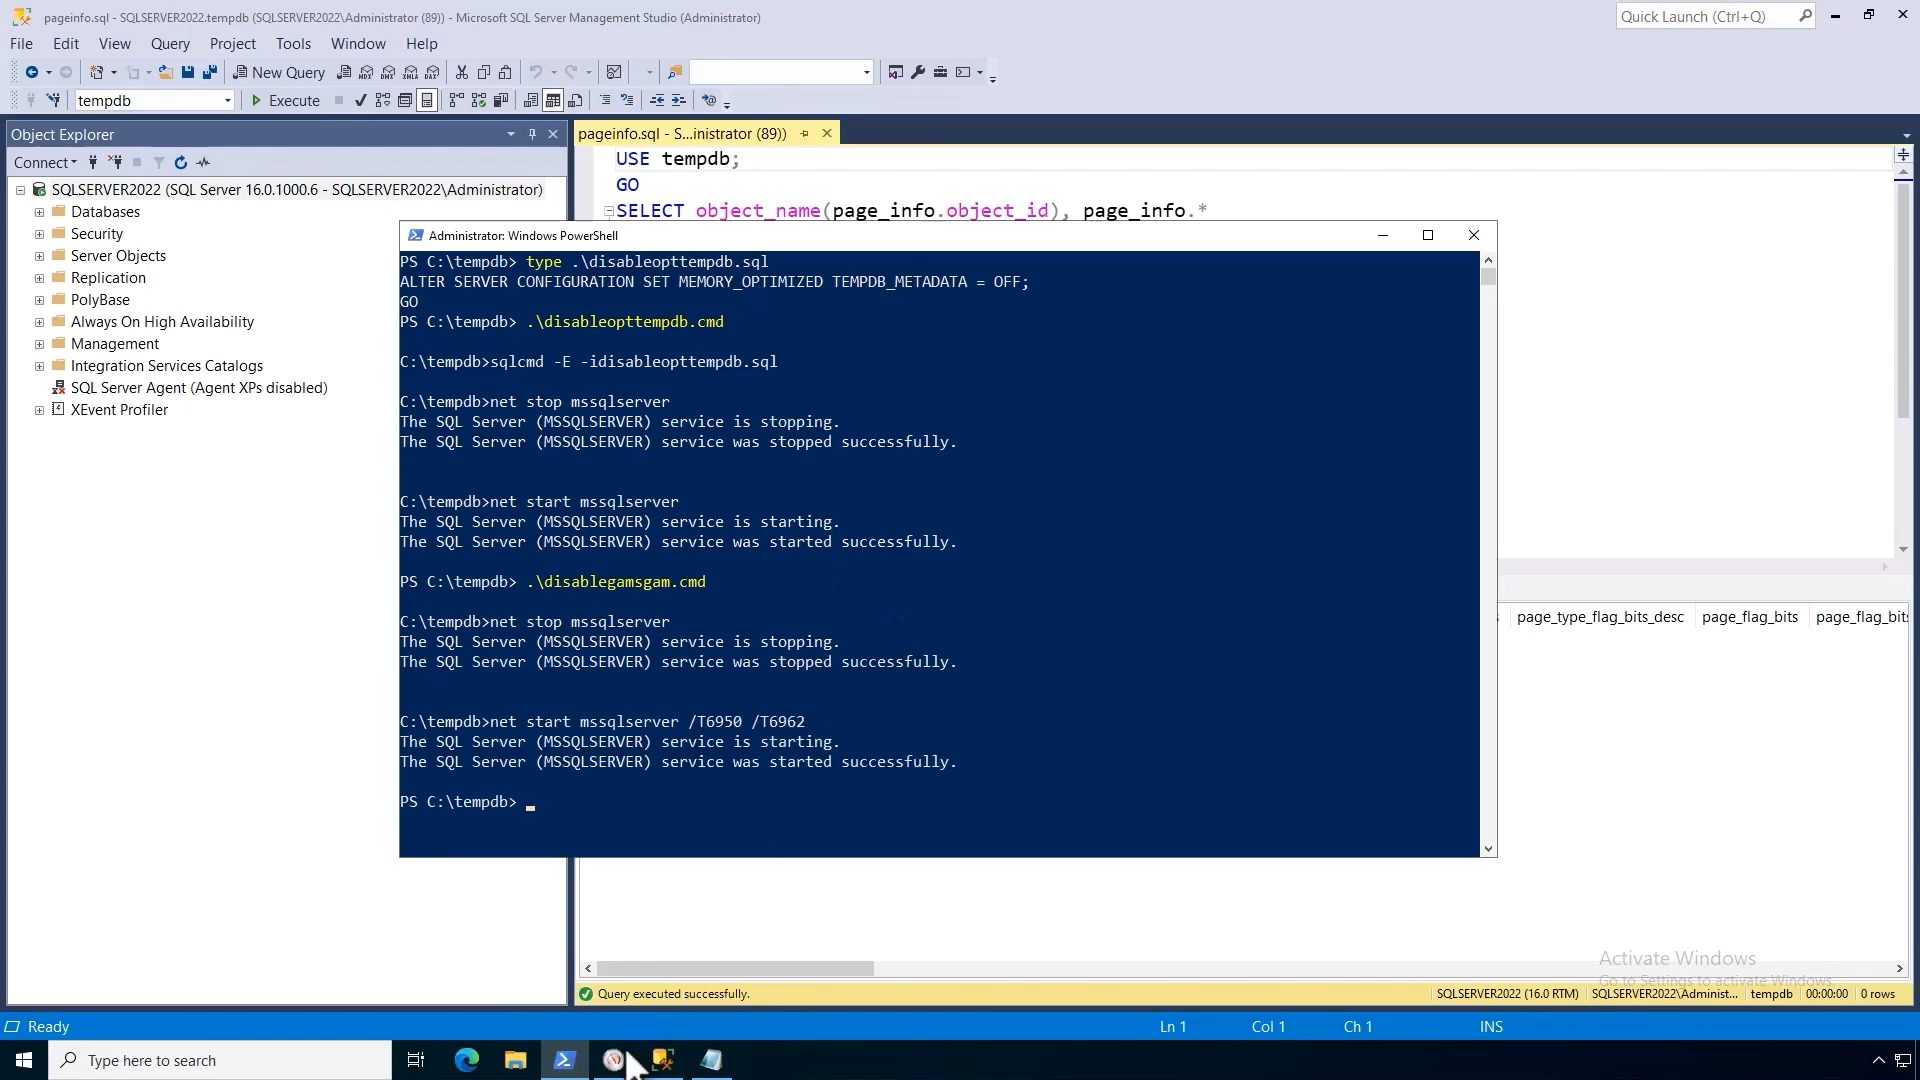 pageinfo.sql - SQLSERVER2022.tempdb (SQLSERVER2022\Administrator (89)) - Microsoft SQL Server Management Studio (Administrator)
Quick Launch (Ctrl+Q)
File Edit View Query Project Tools Window Help
New Query
tempdb
Execute
Object Explorer
pageinfo.sql - S...inistrator (89))
Connect
SQLSERVER2022 (SQL Server 16.0.1000.6 - SQLSERVER2022\Administrator)
Databases
Security
Server Objects
Replication
PolyBase
Always On High Availability
Management
Integration Services Catalogs
SQL Server Agent (Agent XPs disabled)
XEvent Profiler
USE tempdb;
GO
SELECT object_name(page_info.object_id), page_info.*
Administrator: Windows PowerShell
PS C:\tempdb> type .\disableopttempdb.sql
ALTER SERVER CONFIGURATION SET MEMORY_OPTIMIZED TEMPDB_METADATA = OFF;
GO
PS C:\tempdb> .\disableopttempdb.cmd
C:\tempdb>sqlcmd -E -idisableopttempdb.sql
C:\tempdb>net stop mssqlserver
The SQL Server (MSSQLSERVER) service is stopping.
The SQL Server (MSSQLSERVER) service was stopped successfully.
C:\tempdb>net start mssqlserver
The SQL Server (MSSQLSERVER) service is starting.
The SQL Server (MSSQLSERVER) service was started successfully.
PS C:\tempdb> .\disablegamsgam.cmd
C:\tempdb>net stop mssqlserver
The SQL Server (MSSQLSERVER) service is stopping.
The SQL Server (MSSQLSERVER) service was stopped successfully.
C:\tempdb>net start mssqlserver /T6950 /T6962
The SQL Server (MSSQLSERVER) service is starting.
The SQL Server (MSSQLSERVER) service was started successfully.
PS C:\tempdb>
page_type_flag_bits_desc page_flag_bits page_flag_bits
Activate Windows
Go to Settings to activate Windows.
Query executed successfully.
SQLSERVER2022 (16.0 RTM) SQLSERVER2022\Administ... tempdb 00:00:00 0 rows
Ready
Ln 1 Col 1 Ch 1 INS
Type here to search